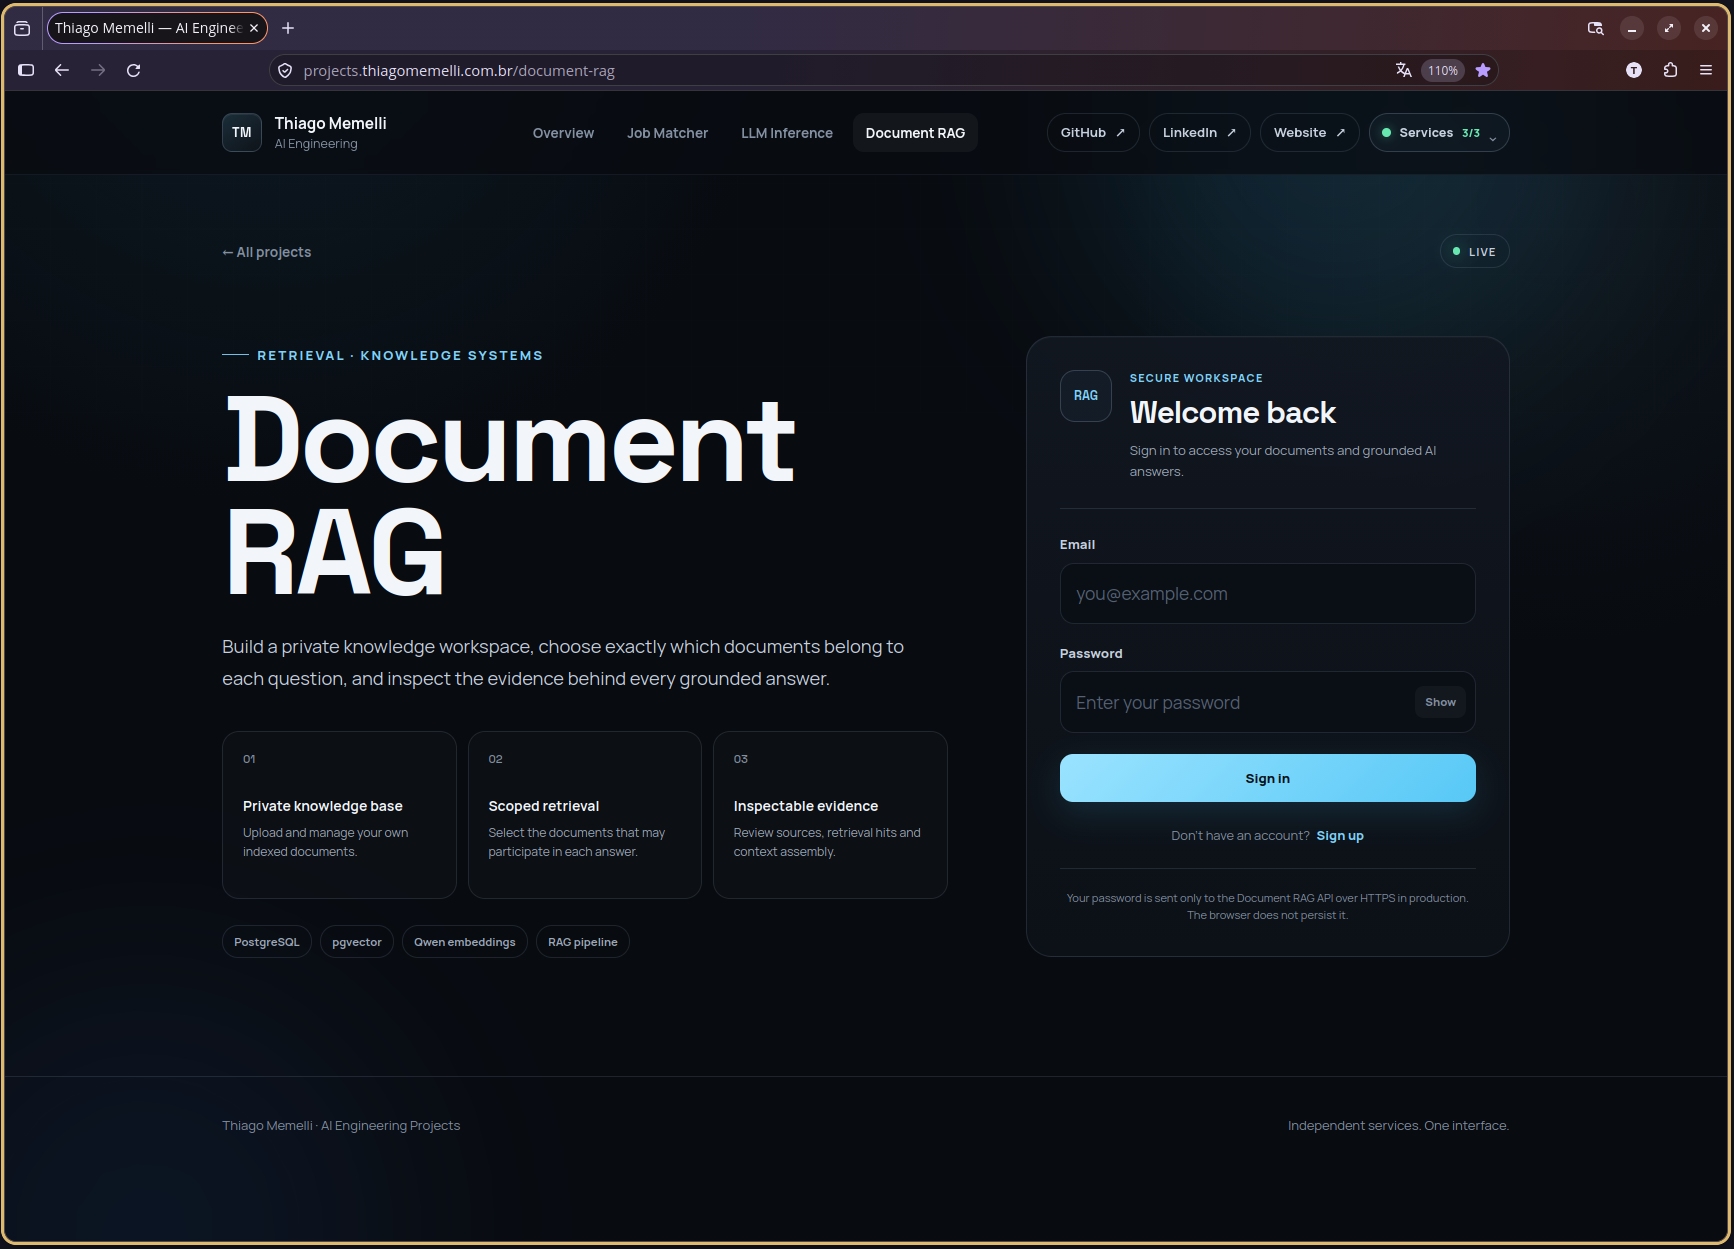 Thiago Memelli — AI Enginee
projects.thiagomemelli.com.br/document-rag
110%
T
TM
Thiago Memelli
AI Engineering
Overview
Job Matcher
LLM Inference
Document RAG
GitHub ↗
LinkedIn ↗
Website ↗
Services 3/3
← All projects
LIVE
RETRIEVAL · KNOWLEDGE SYSTEMS
Document
RAG
Build a private knowledge workspace, choose exactly which documents belong to
each question, and inspect the evidence behind every grounded answer.
01
Private knowledge base
Upload and manage your own
indexed documents.
02
Scoped retrieval
Select the documents that may
participate in each answer.
03
Inspectable evidence
Review sources, retrieval hits and
context assembly.
PostgreSQL
pgvector
Qwen embeddings
RAG pipeline
RAG
SECURE WORKSPACE
Welcome back
Sign in to access your documents and grounded AI
answers.
Email
you@example.com
Password
Enter your password
Show
Sign in
Don't have an account? Sign up
Your password is sent only to the Document RAG API over HTTPS in production.
The browser does not persist it.
Thiago Memelli · AI Engineering Projects
Independent services. One interface.